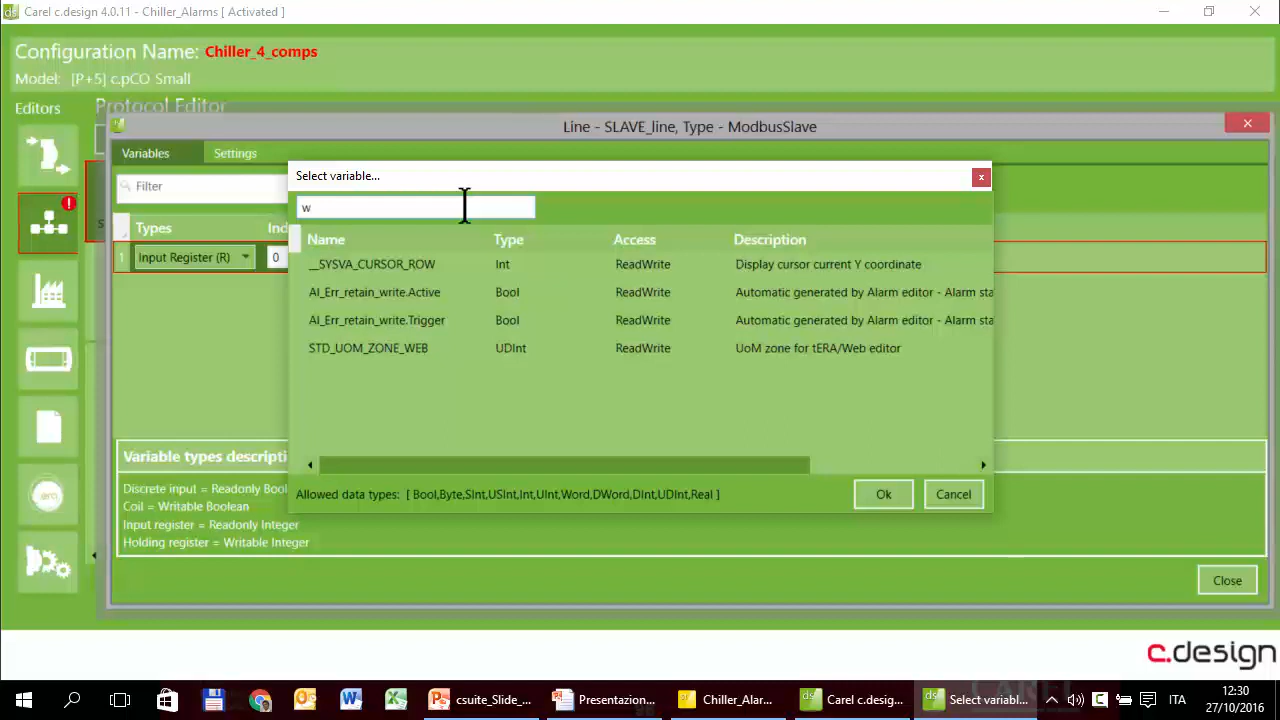 Carel c.design 4.0.11 - Chiller_Alarms [ Activated ]
Configuration Name: Chiller_4_comps
Model: [P+5] c.pCO Small
Editors
Protocol Editor
Line - SLAVE_line, Type - ModbusSlave
Variables Settings
Filter
Select variable...
w
Types
Name Type Access Description
1 Input Register (R) 0
__SYSVA_CURSOR_ROW Int ReadWrite Display cursor current Y coordinate
AI_Err_retain_write.Active Bool ReadWrite Automatic generated by Alarm editor - Alarm sta
AI_Err_retain_write.Trigger Bool ReadWrite Automatic generated by Alarm editor - Alarm sta
STD_UOM_ZONE_WEB UDInt ReadWrite UoM zone for tERA/Web editor
Allowed data types: [ Bool,Byte,SInt,USInt,Int,UInt,Word,DWord,DInt,UDInt,Real ]
Ok Cancel
Variable types descripti
Discrete input = Readonly Bool
Coil = Writable Boolean
Input register = Readonly Integer
Holding register = Writable Integer
Close
c.design
csuite_Slide_... Presentazion... Chiller_Alar... Carel c.desig... Select variabl... ITA
12:30
27/10/2016